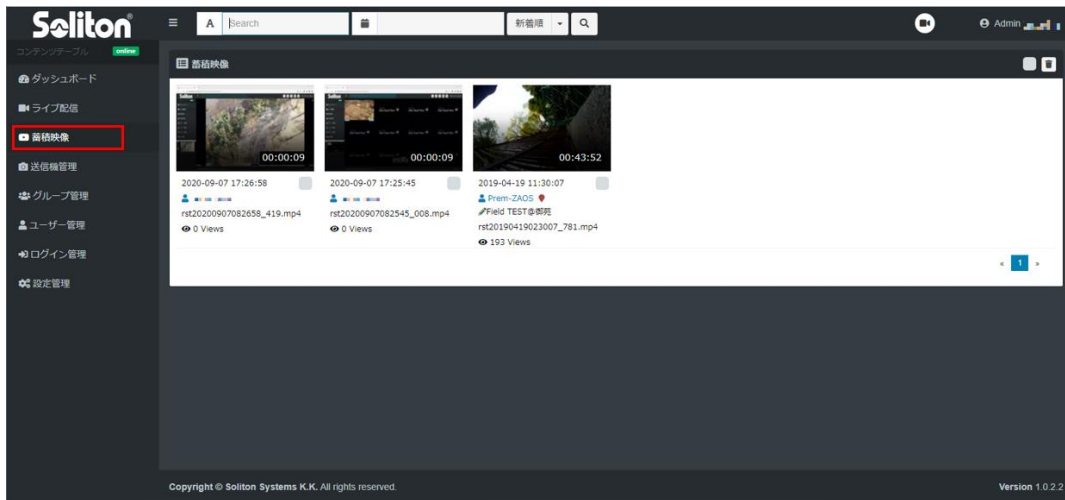 Soliton®
A Search
新着順
Admin
コンテンツテーブル online
ダッシュボード
ライブ配信
蓄積映像
送信機管理
グループ管理
ユーザー管理
ログイン管理
設定管理
蓄積映像
00:00:09
00:00:09
00:43:52
2020-09-07 17:26:58
rst20200907082658_419.mp4
0 Views
2020-09-07 17:25:45
rst20200907082545_008.mp4
0 Views
2019-04-19 11:30:07
Prem-ZAOS
Field TEST@御苑
rst20190419023007_781.mp4
193 Views
« 1 »
Copyright © Soliton Systems K.K. All rights reserved.
Version 1.0.2.2